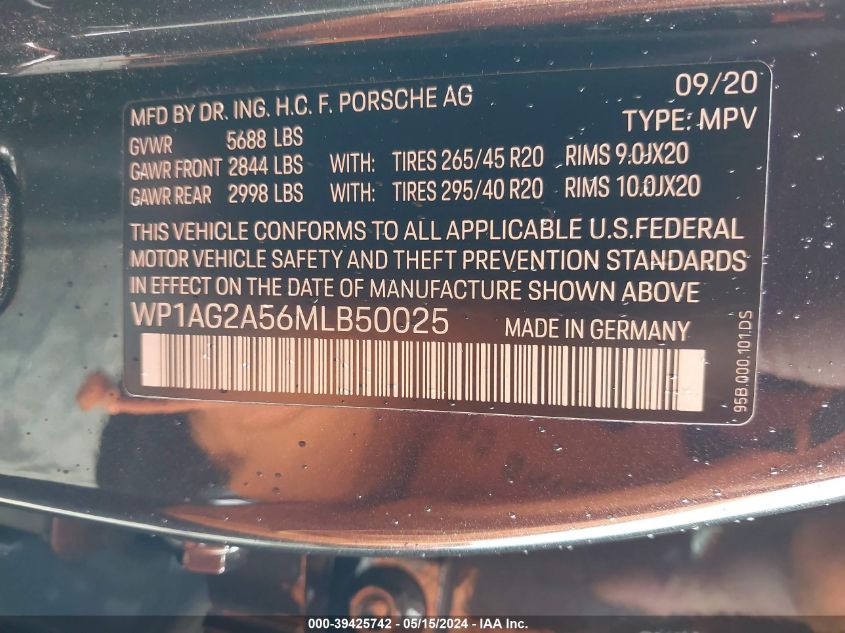 09/20
MFD BY DR. ING. H.C. F. PORSCHE AG
TYPE: MPV
GVWR 5688 LBS
GAWR FRONT 2844 LBS WITH: TIRES 265/45 R20 RIMS 9.0JX20
GAWR REAR 2998 LBS WITH: TIRES 295/40 R20 RIMS 10.0JX20
THIS VEHICLE CONFORMS TO ALL APPLICABLE U.S.FEDERAL
MOTOR VEHICLE SAFETY AND THEFT PREVENTION STANDARDS
IN EFFECT ON THE DATE OF MANUFACTURE SHOWN ABOVE
WP1AG2A56MLB50025 MADE IN GERMANY
95B.000.101.DS
000-39425742 - 05/15/2024 - IAA Inc.